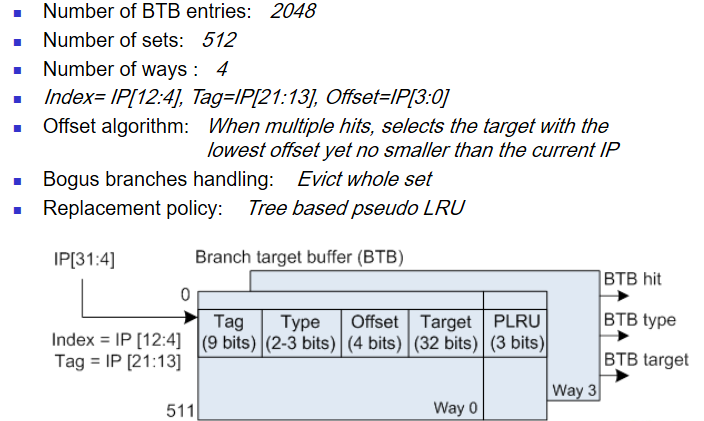 Number of BTB entries: 2048
Number of sets: 512
Number of ways : 4
Index= IP[12:4], Tag=IP[21:13], Offset=IP[3:0]
Offset algorithm: When multiple hits, selects the target with the
lowest offset yet no smaller than the current IP
Bogus branches handling: Evict whole set
Replacement policy: Tree based pseudo LRU
IP[31:4]
Branch target buffer (BTB)
BTB hit
0
Tag Type Offset Target PLRU
(9 bits) (2-3 bits) (4 bits) (32 bits) (3 bits)
BTB type
Index = IP [12:4]
Tag = IP [21:13]
BTB target
Way 3
511
Way 0